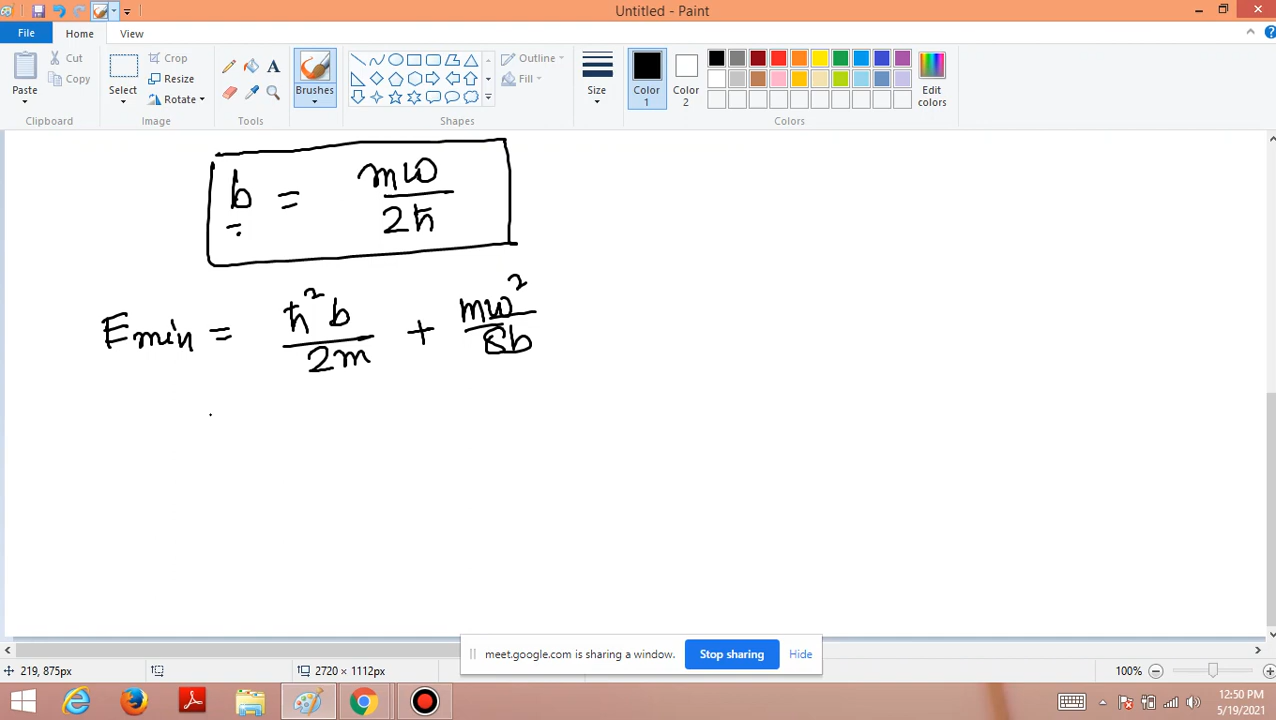 Untitled - Paint
File Home View
Paste
Cut
Copy
Clipboard
Select
Crop
Resize
Rotate
Image
A
Tools
Brushes
Outline
Fill
Shapes
Size
Color 1
Color 2
Edit colors
Colors
b = mω/2ħ
Emin = ħ²b/2m + mω²/8b
meet.google.com is sharing a window. Stop sharing Hide
219, 875px 2720 × 1112px 100%
12:50 PM
5/19/2021